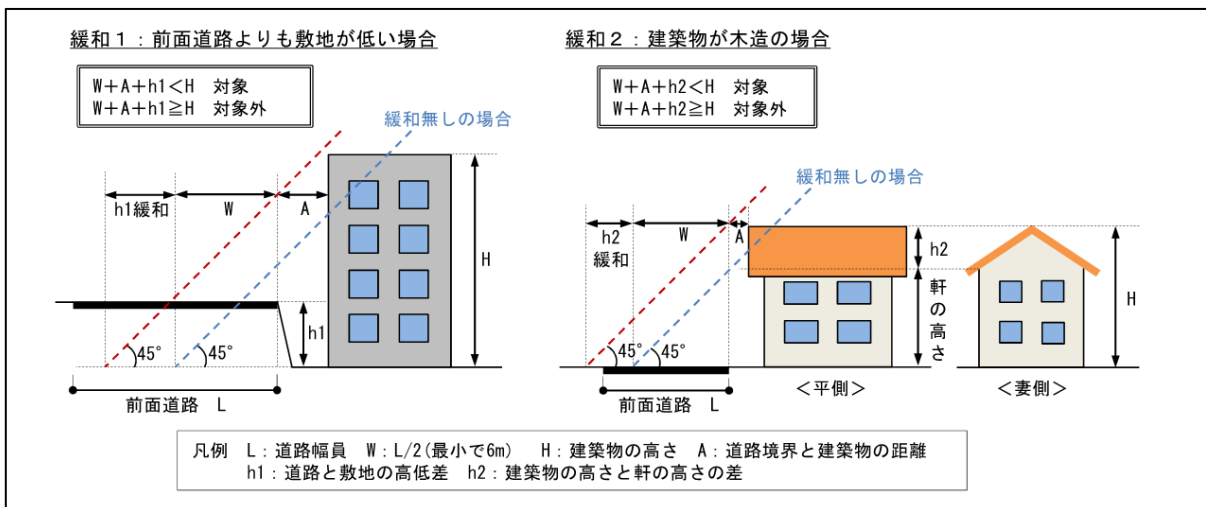 緩和1：前面道路よりも敷地が低い場合
W+A+h1<H 対象
W+A+h1≧H 対象外
緩和無しの場合
h1緩和
W
A
H
h1
45°
45°
前面道路 L
緩和2：建築物が木造の場合
W+A+h2<H 対象
W+A+h2≧H 対象外
緩和無しの場合
h2
緩和
W
A
h2
軒の高さ
H
45°
45°
前面道路 L
＜平側＞
＜妻側＞
凡例 L：道路幅員 W：L/2(最小で6m) H：建築物の高さ A：道路境界と建築物の距離
h1：道路と敷地の高低差 h2：建築物の高さと軒の高さの差